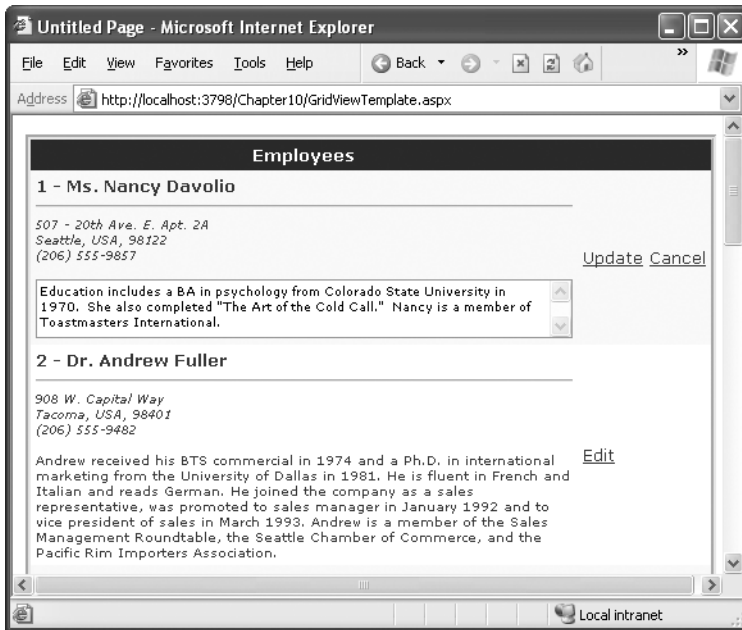 Untitled Page - Microsoft Internet Explorer
File Edit View Favorites Tools Help Back »
Address http://localhost:3798/Chapter10/GridViewTemplate.aspx
Employees
1 - Ms. Nancy Davolio
507 - 20th Ave. E. Apt. 2A
Seattle, USA, 98122
(206) 555-9857
Update Cancel
Education includes a BA in psychology from Colorado State University in
1970. She also completed "The Art of the Cold Call." Nancy is a member of
Toastmasters International.
2 - Dr. Andrew Fuller
908 W. Capital Way
Tacoma, USA, 98401
(206) 555-9482
Edit
Andrew received his BTS commercial in 1974 and a Ph.D. in international
marketing from the University of Dallas in 1981. He is fluent in French and
Italian and reads German. He joined the company as a sales
representative, was promoted to sales manager in January 1992 and to
vice president of sales in March 1993. Andrew is a member of the Sales
Management Roundtable, the Seattle Chamber of Commerce, and the
Pacific Rim Importers Association.
Local intranet